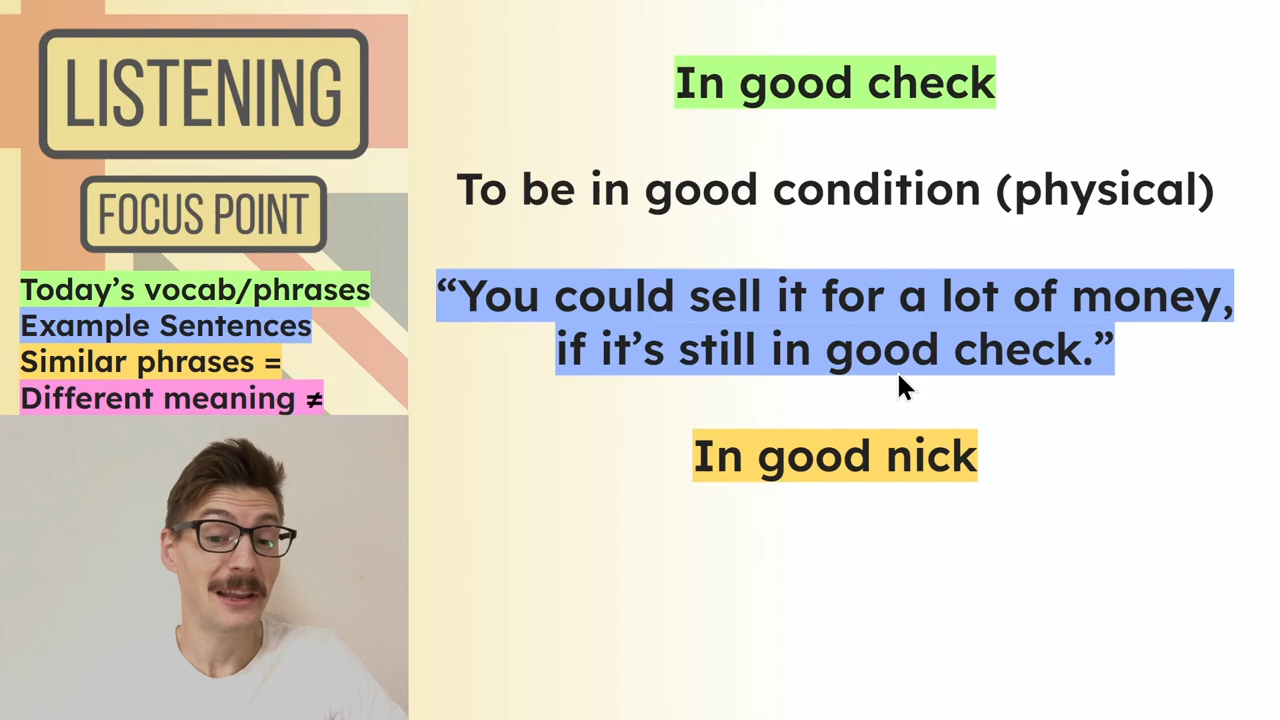 LISTENING
FOCUS POINT
Today’s vocab/phrases
Example Sentences
Similar phrases =
Different meaning ≠
In good check
To be in good condition (physical)
“You could sell it for a lot of money,
if it’s still in good check.”
In good nick